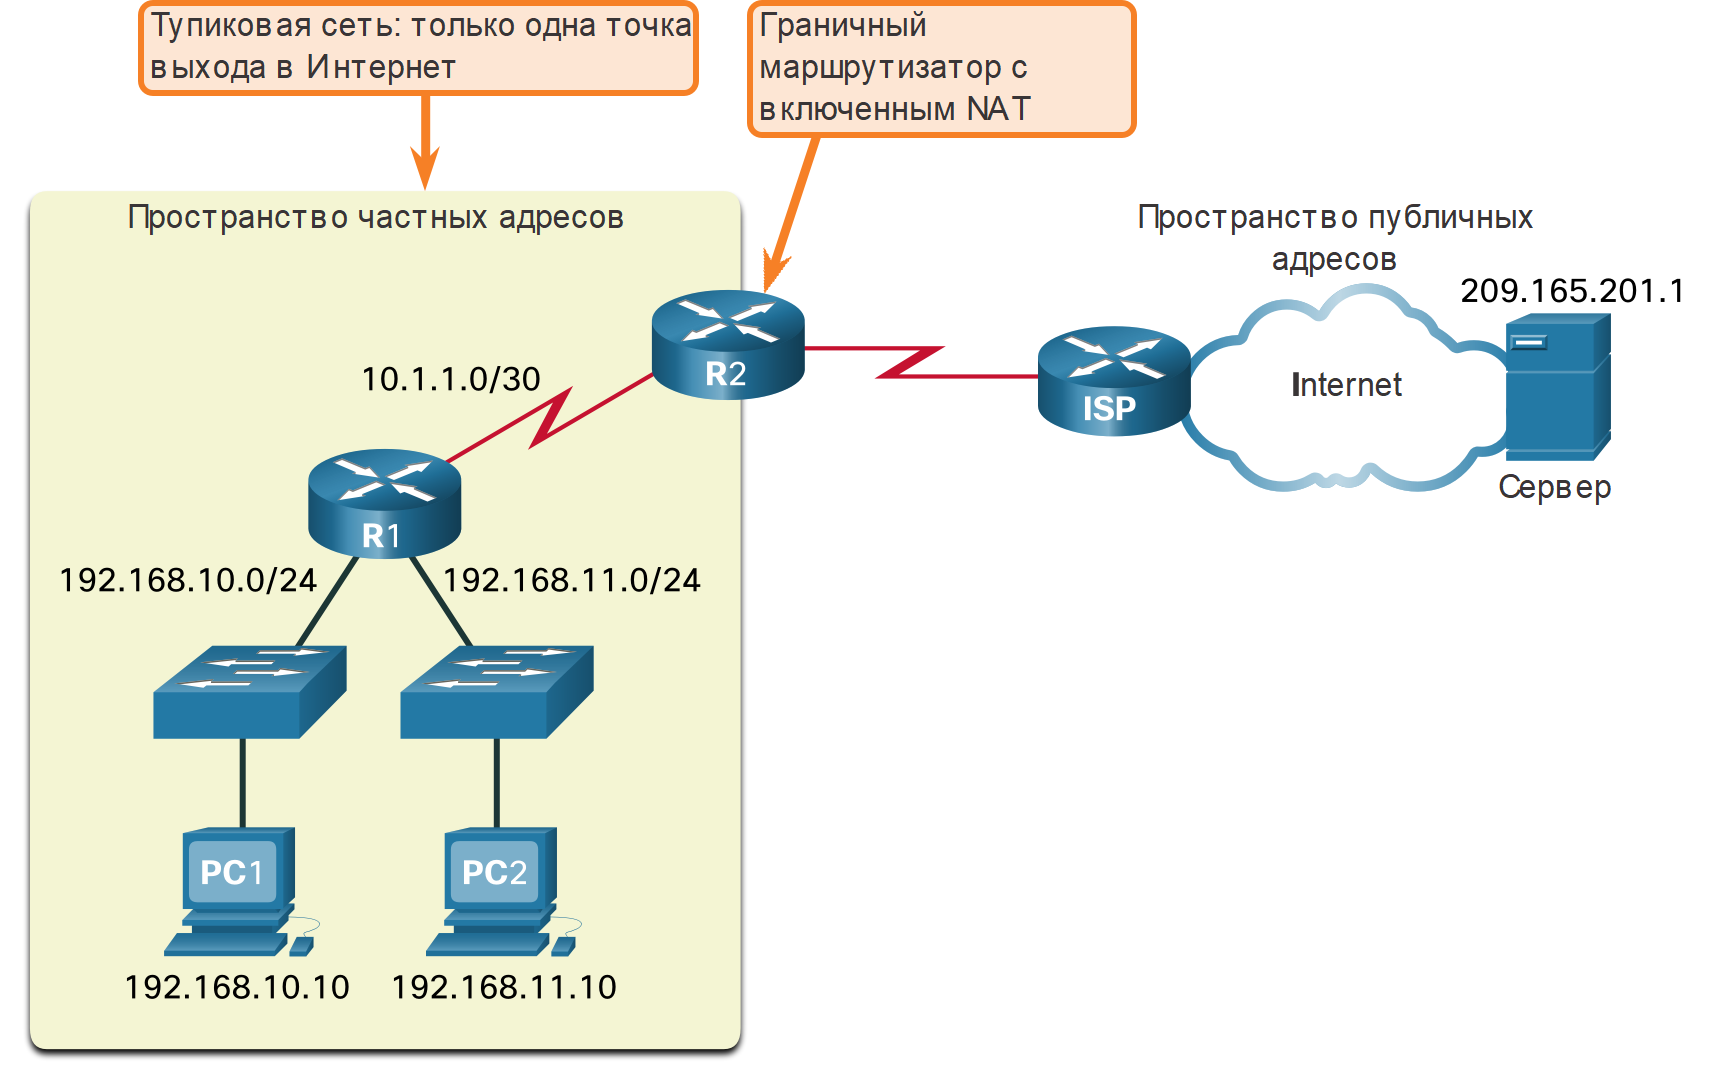 Тупиковая сеть: только одна точка
выхода в Интернет
Граничный
маршрутизатор с
включенным NAT
Пространство частных адресов
Пространство публичных
адресов
209.165.201.1
R2
10.1.1.0/30
ISP
Internet
Сервер
R1
192.168.10.0/24
192.168.11.0/24
PC1
PC2
192.168.10.10
192.168.11.10